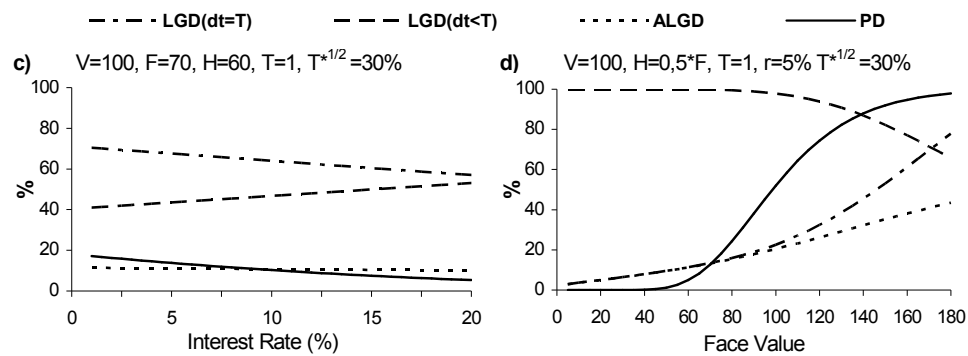 LGD(dt=T) LGD(dt<T) ALGD PD
c) V=100, F=70, H=60, T=1, T*1/2 =30%
d) V=100, H=0,5*F, T=1, r=5% T*1/2 =30%
100
80
60
40
20
0
%
0 5 10 15 20
Interest Rate (%)
100
80
60
40
20
0
%
0 20 40 60 80 100 120 140 160 180
Face Value